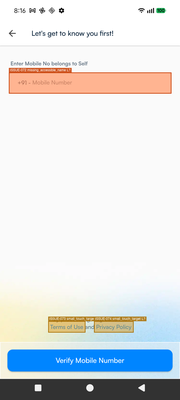 8:16
Let's get to know you first!
Enter Mobile No belongs to Self
+91 - Mobile Number
Terms of Use and Privacy Policy
Verify Mobile Number